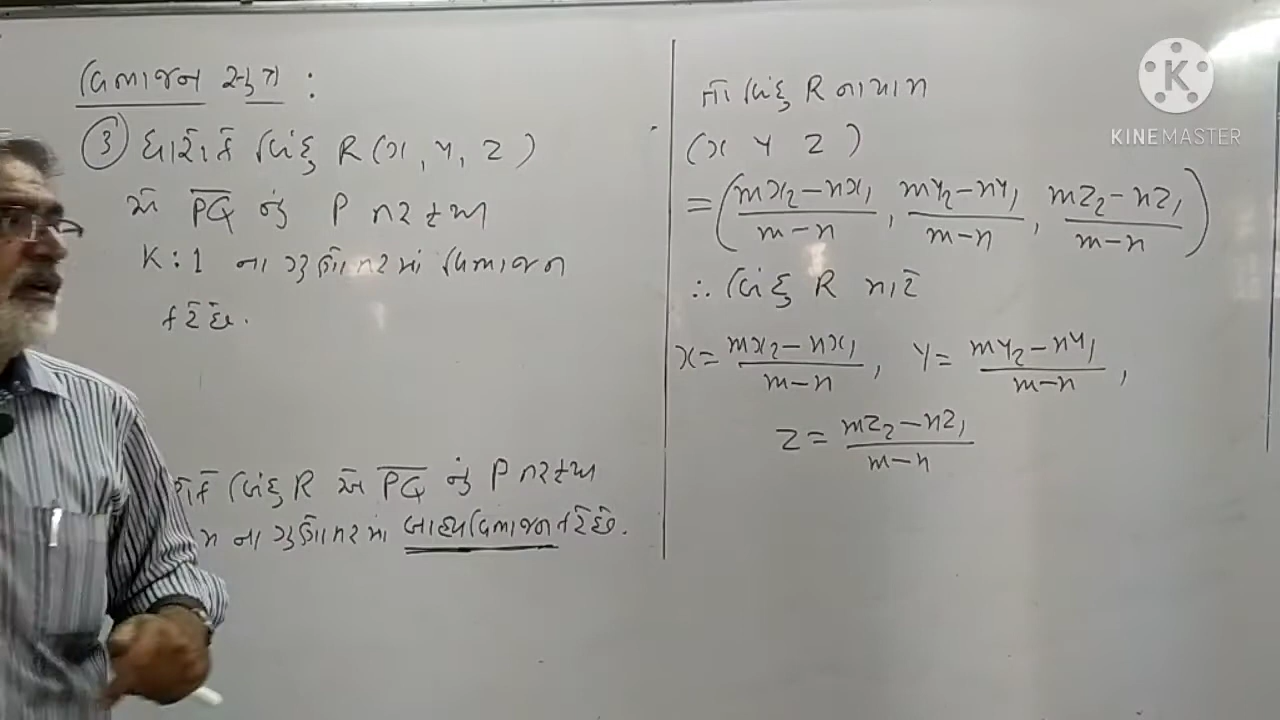 વિભાજન સૂત્ર :
③ ધારોકે બિંદુ R (x, y, z)
એ PQ નું P તરફથી
K:1 ના ગુણોત્તરમાં વિભાજન
કરે છે.
કે બિંદુ R એ PQ નું P તરફથી
n ના ગુણોત્તરમાં બાહ્યવિભાજન કરે છે.
તો બિંદુ R ના યામ
(x y z)
= (mx₂-nx₁/m-n, my₂-ny₁/m-n, mz₂-nz₁/m-n)
∴ બિંદુ R માટે
x = mx₂-nx₁/m-n, y = my₂-ny₁/m-n,
z = mz₂-nz₁/m-n
K
KINEMASTER